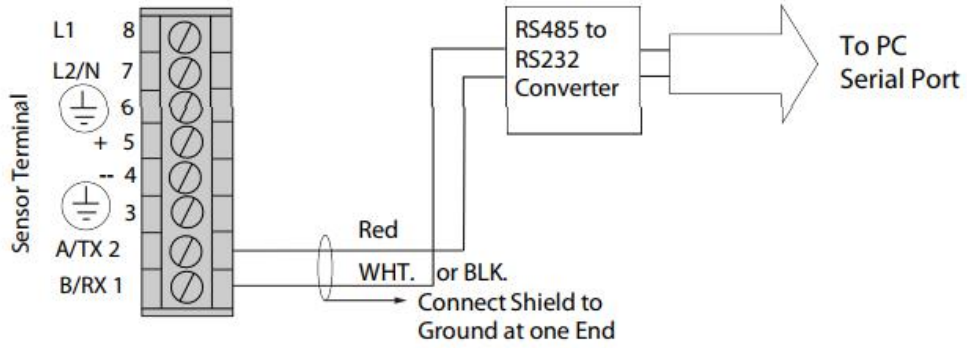 L1 8
L2/N 7
6
+ 5
-- 4
3
A/TX 2
B/RX 1
Sensor Terminal
Red
WHT. or BLK.
Connect Shield to
Ground at one End
RS485 to
RS232
Converter
To PC
Serial Port